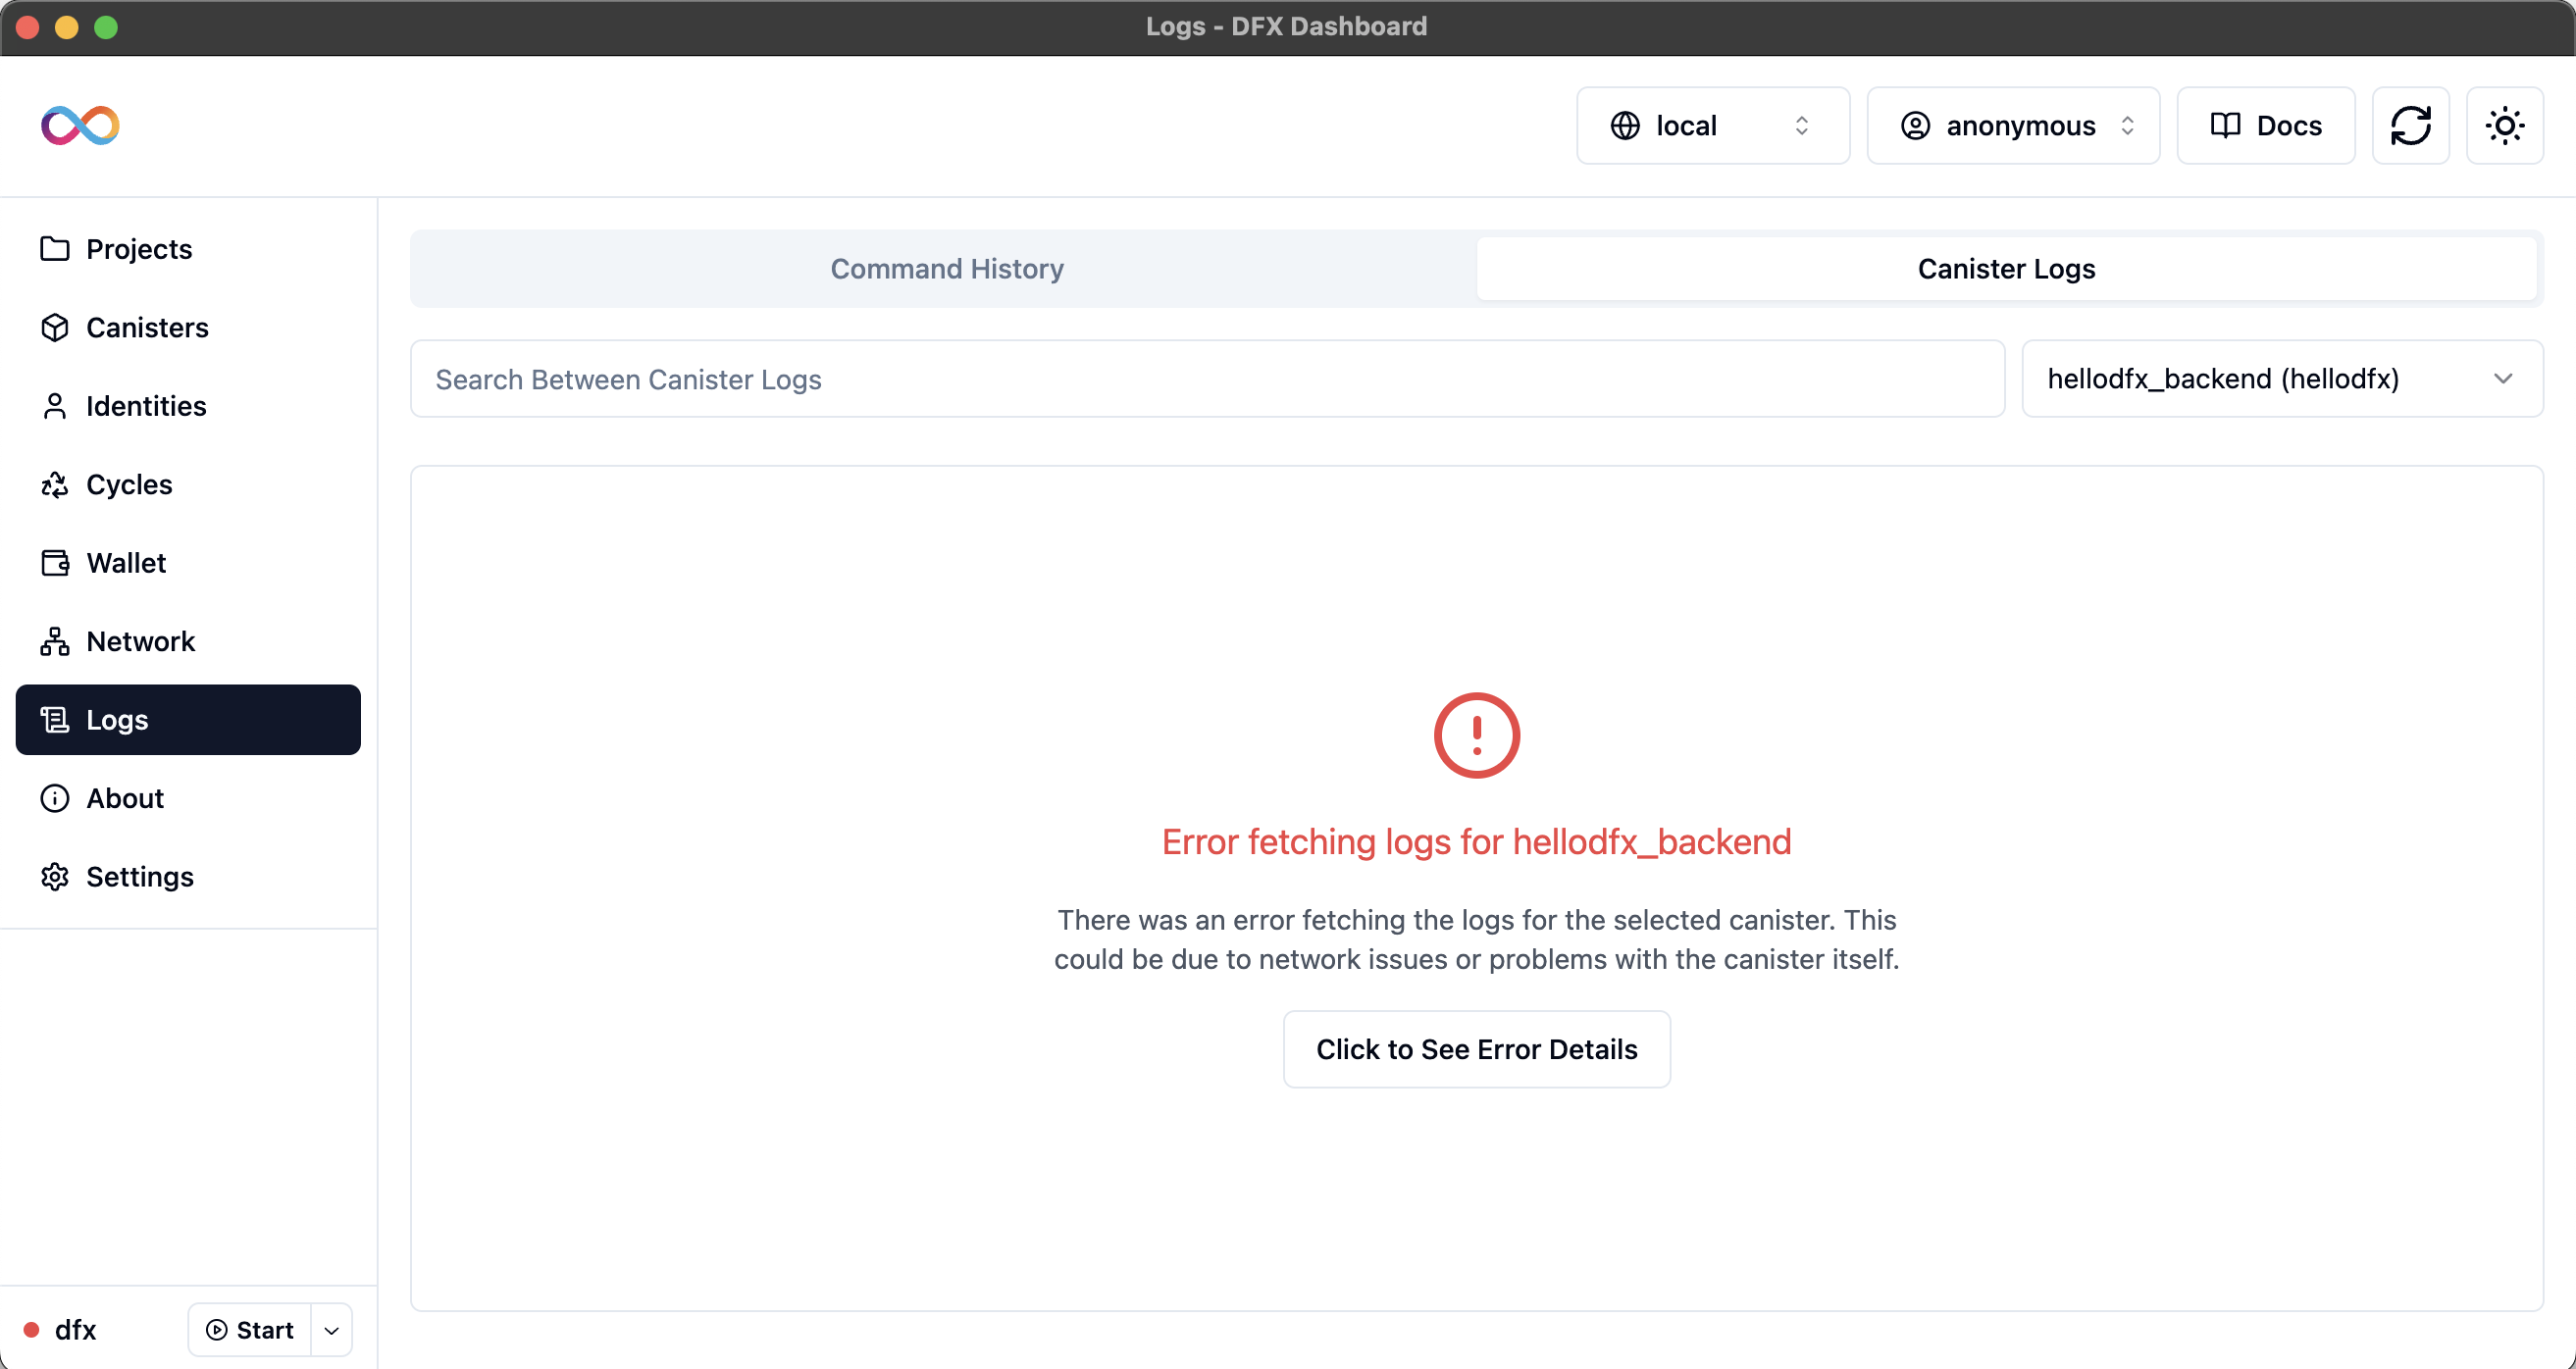 Logs - DFX Dashboard
local
anonymous
Docs
Projects
Canisters
Identities
Cycles
Wallet
Network
Logs
About
Settings
Command History
Canister Logs
Search Between Canister Logs
hellodfx_backend (hellodfx)
Error fetching logs for hellodfx_backend
There was an error fetching the logs for the selected canister. This
could be due to network issues or problems with the canister itself.
Click to See Error Details
dfx
Start